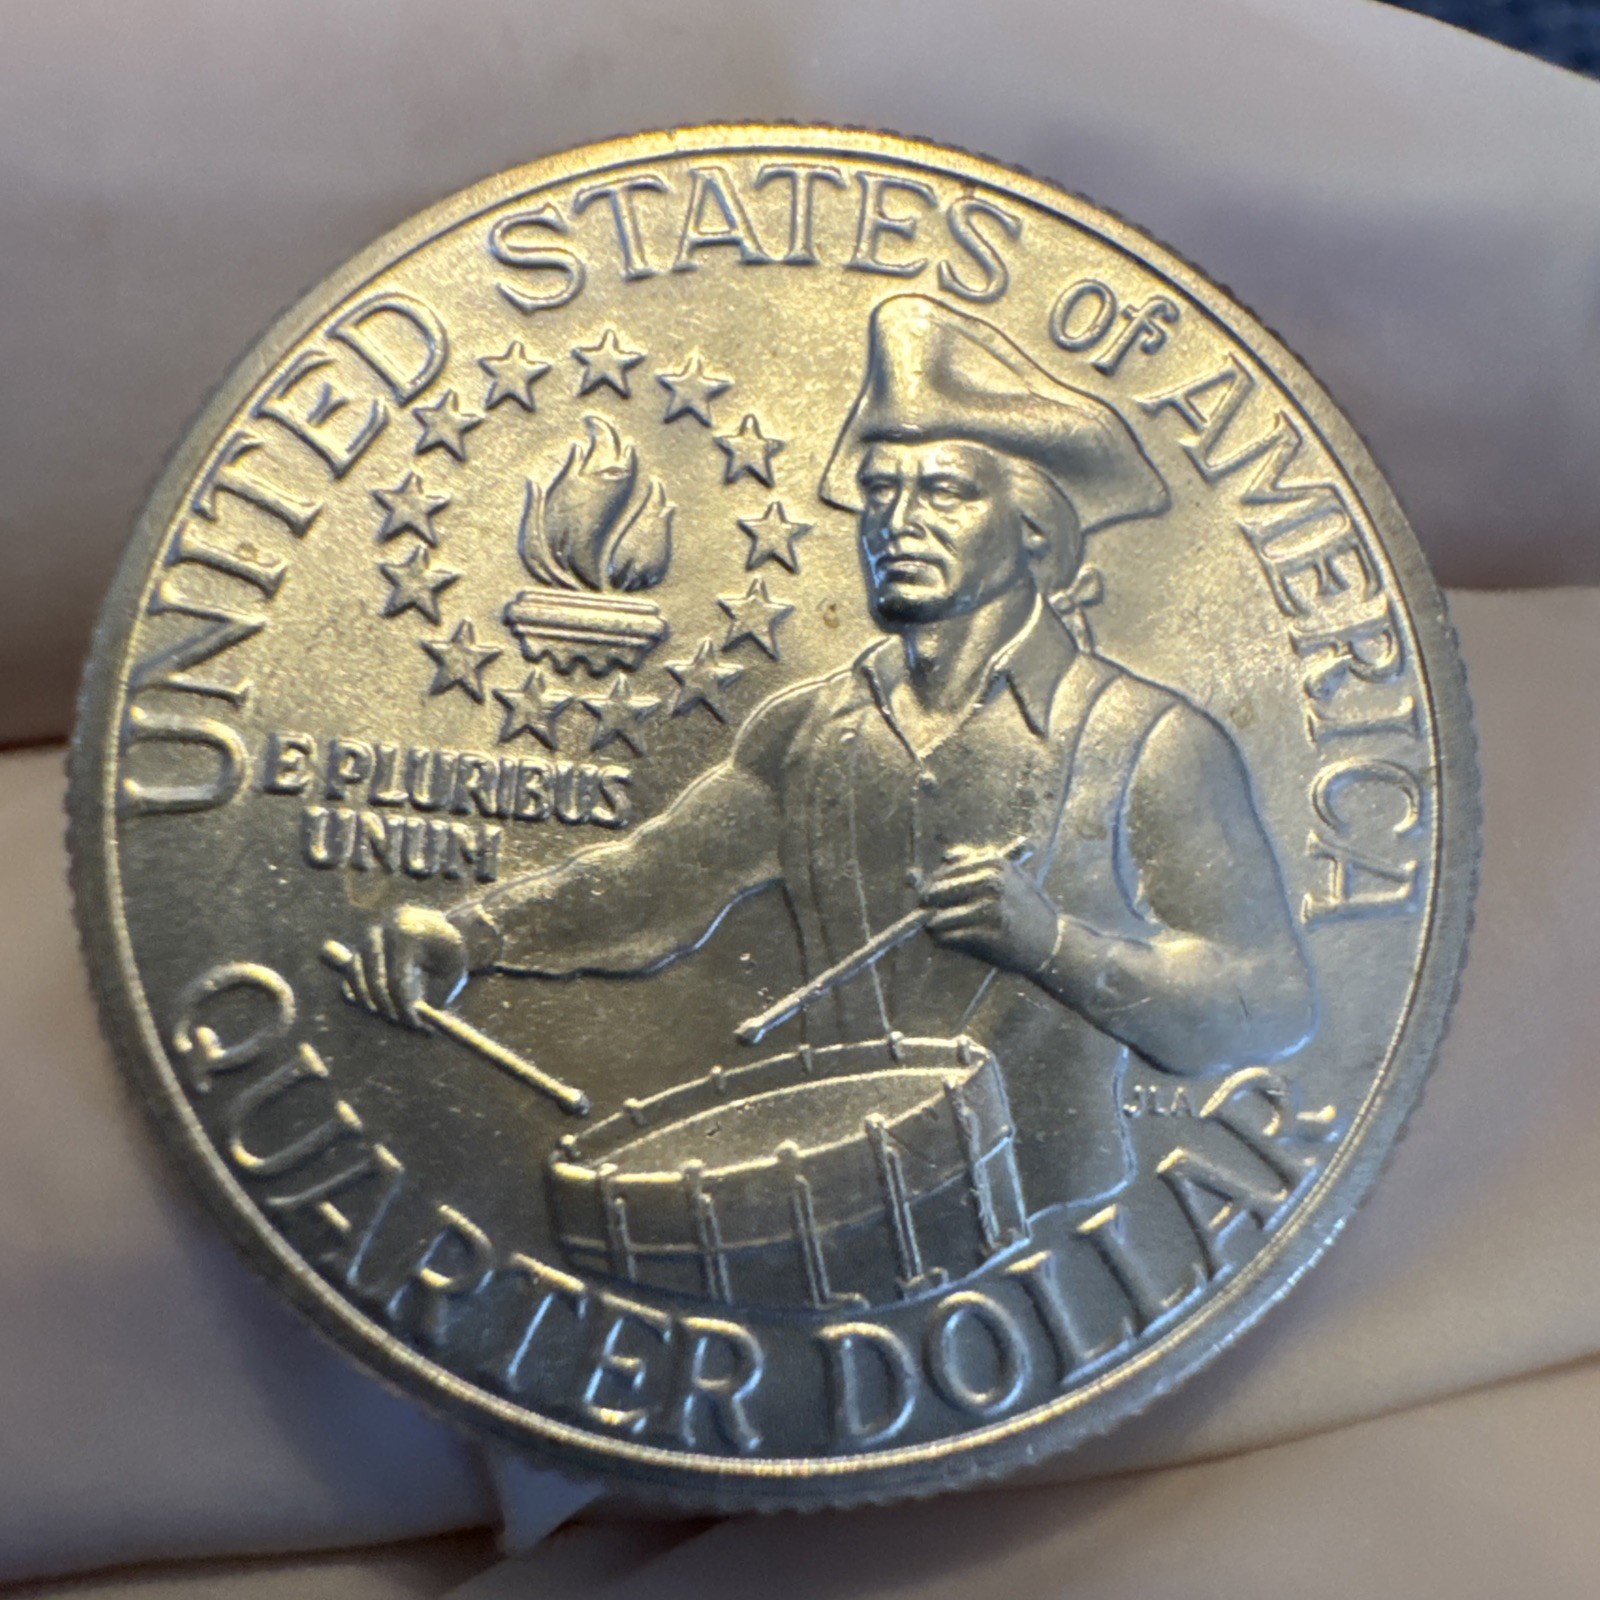 UNITED STATES of AMERICA
E PLURIBUS
UNUM
JLA
QUARTER DOLLAR